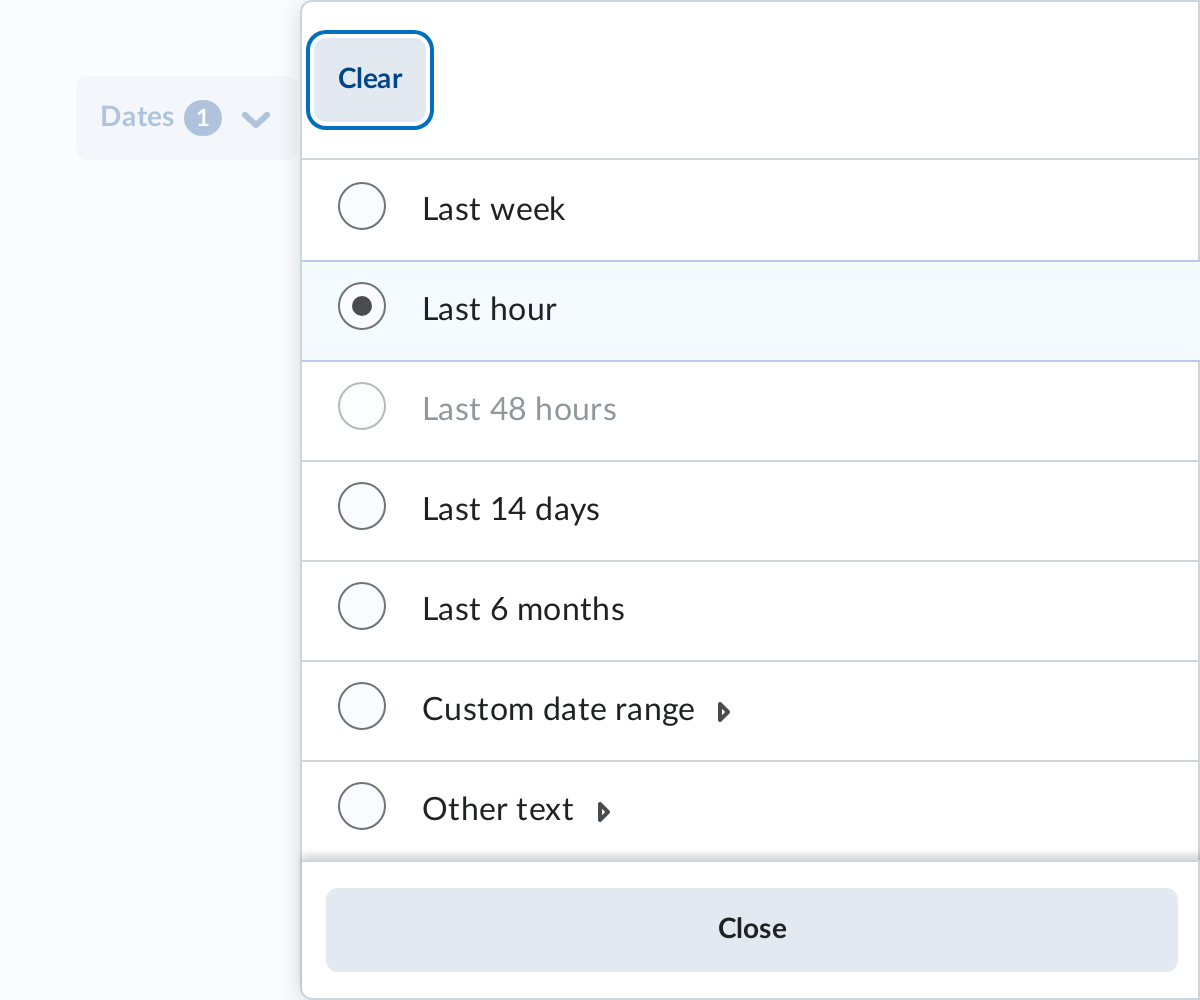 Clear
Dates 1
Last week
Last hour
Last 48 hours
Last 14 days
Last 6 months
Custom date range
Other text
Close